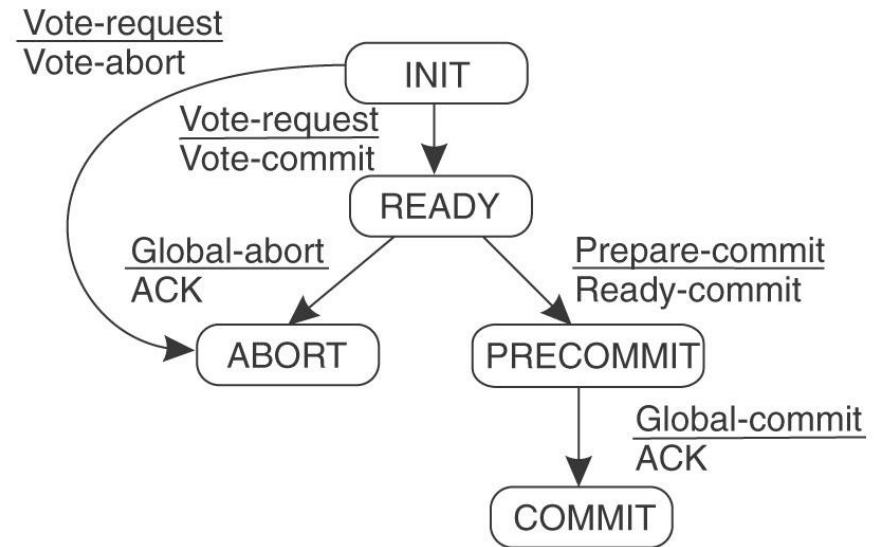 Vote-request
Vote-abort
INIT
Vote-request
Vote-commit
READY
Global-abort
ACK
Prepare-commit
Ready-commit
ABORT
PRECOMMIT
Global-commit
ACK
COMMIT